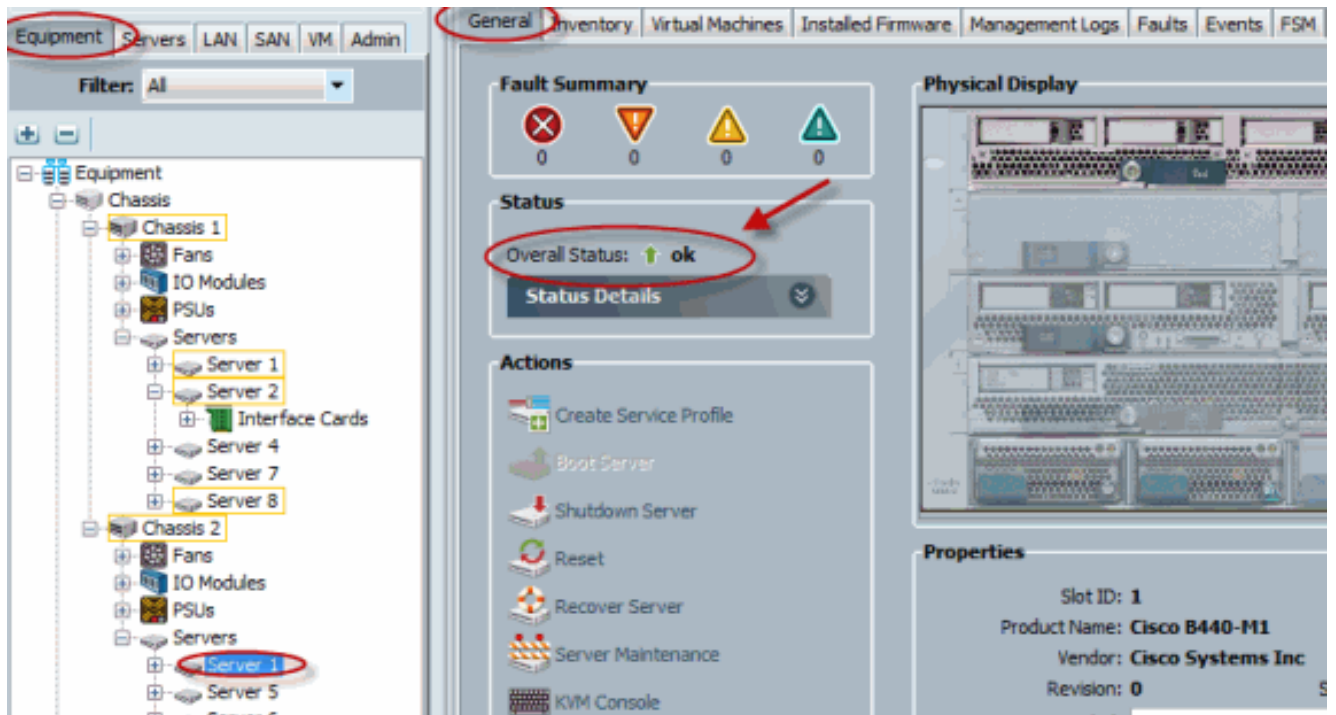 Equipment Servers LAN SAN VM Admin
Filter: All
Equipment
Chassis
Chassis 1
Fans
IO Modules
PSUs
Servers
Server 1
Server 2
Interface Cards
Server 4
Server 7
Server 8
Chassis 2
Fans
IO Modules
PSUs
Servers
Server 1
Server 5
General Inventory Virtual Machines Installed Firmware Management Logs Faults Events FSM
Fault Summary
0 0 0 0
Status
Overall Status: ok
Status Details
Actions
Create Service Profile
Boot Server
Shutdown Server
Reset
Recover Server
Server Maintenance
KVM Console
Physical Display
Properties
Slot ID: 1
Product Name: Cisco B440-M1
Vendor: Cisco Systems Inc
Revision: 0 S